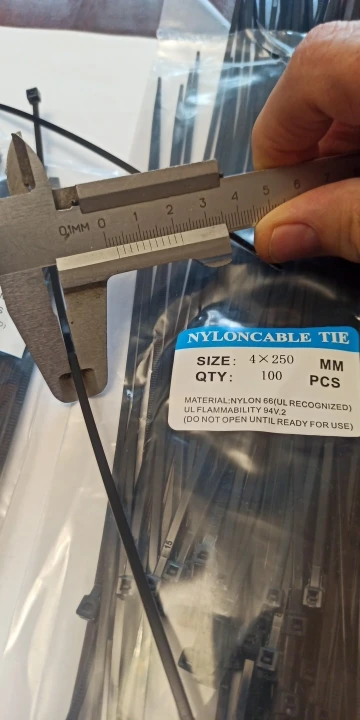 0.1MM 0 1 2 3 4 5 6 7
NYLONCABLE TIE
SIZE: 4×250 MM
QTY: 100 PCS
MATERIAL:NYLON 66(UL RECOGNIZED)
UL FLAMMABILITY 94V.2
(DO NOT OPEN UNTIL READY FOR USE)